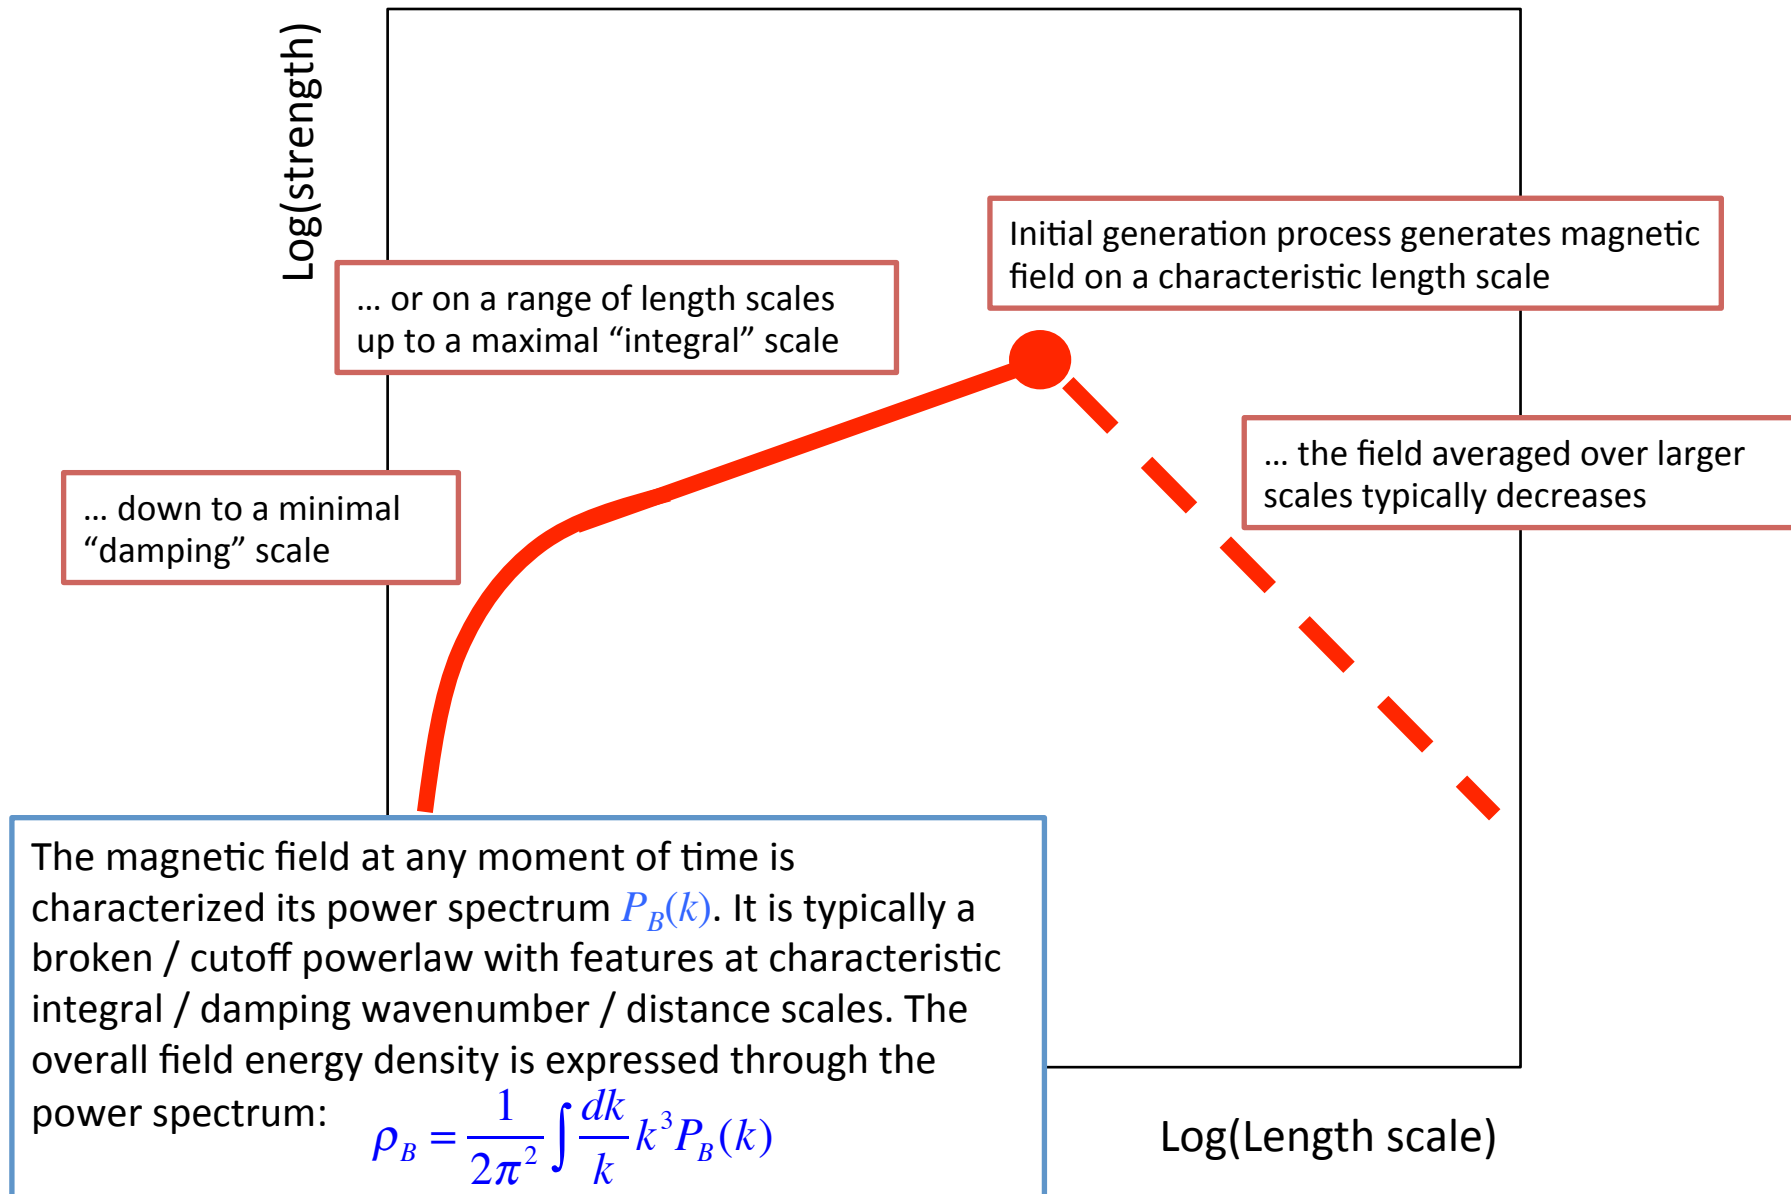 Log(strength)
Initial generation process generates magnetic
field on a characteristic length scale
... or on a range of length scales
up to a maximal “integral” scale
... the field averaged over larger
scales typically decreases
... down to a minimal
“damping” scale
The magnetic field at any moment of time is
characterized its power spectrum P_B(k). It is typically a
broken / cutoff powerlaw with features at characteristic
integral / damping wavenumber / distance scales. The
overall field energy density is expressed through the
power spectrum: ρ_B = \frac{1}{2π^2} ∫ \frac{dk}{k} k^3 P_B(k)
Log(Length scale)